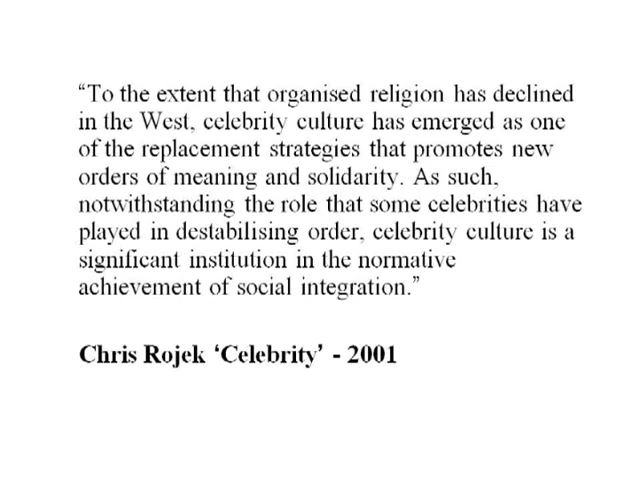 “To the extent that organised religion has declined
in the West, celebrity culture has emerged as one
of the replacement strategies that promotes new
orders of meaning and solidarity. As such,
notwithstanding the role that some celebrities have
played in destabilising order, celebrity culture is a
significant institution in the normative
achievement of social integration.”
Chris Rojek ‘Celebrity’ - 2001